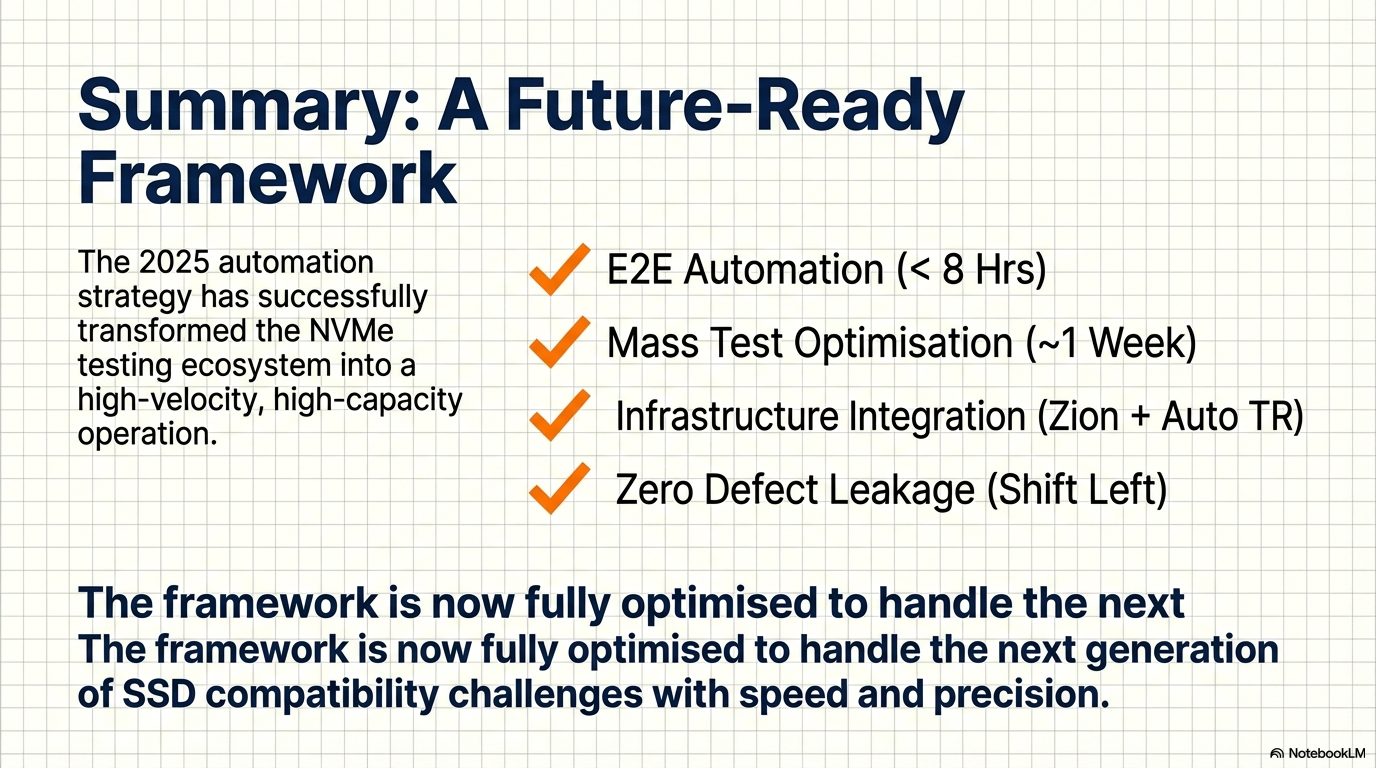 Summary: A Future-Ready
Framework
The 2025 automation
strategy has successfully
transformed the NVMe
testing ecosystem into a
high-velocity, high-capacity
operation.
E2E Automation (< 8 Hrs)
Mass Test Optimisation (~1 Week)
Infrastructure Integration (Zion + Auto TR)
Zero Defect Leakage (Shift Left)
The framework is now fully optimised to handle the next
The framework is now fully optimised to handle the next generation
of SSD compatibility challenges with speed and precision.
NotebookLM